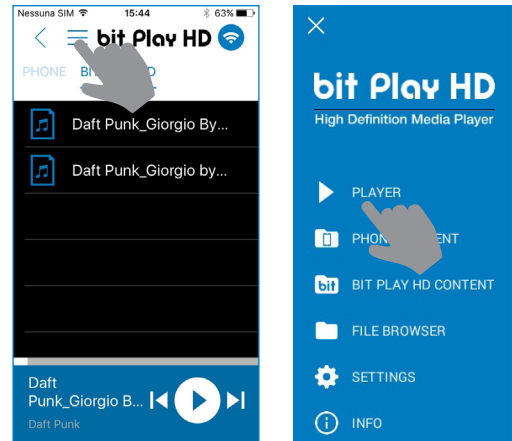 Nessuna SIM 15:44 63%
bit Play HD
PHONE
Daft Punk_Giorgio By...
Daft Punk_Giorgio by...
Daft
Punk_Giorgio B...
Daft Punk
bit Play HD
High Definition Media Player
PLAYER
bit BIT PLAY HD CONTENT
FILE BROWSER
SETTINGS
INFO